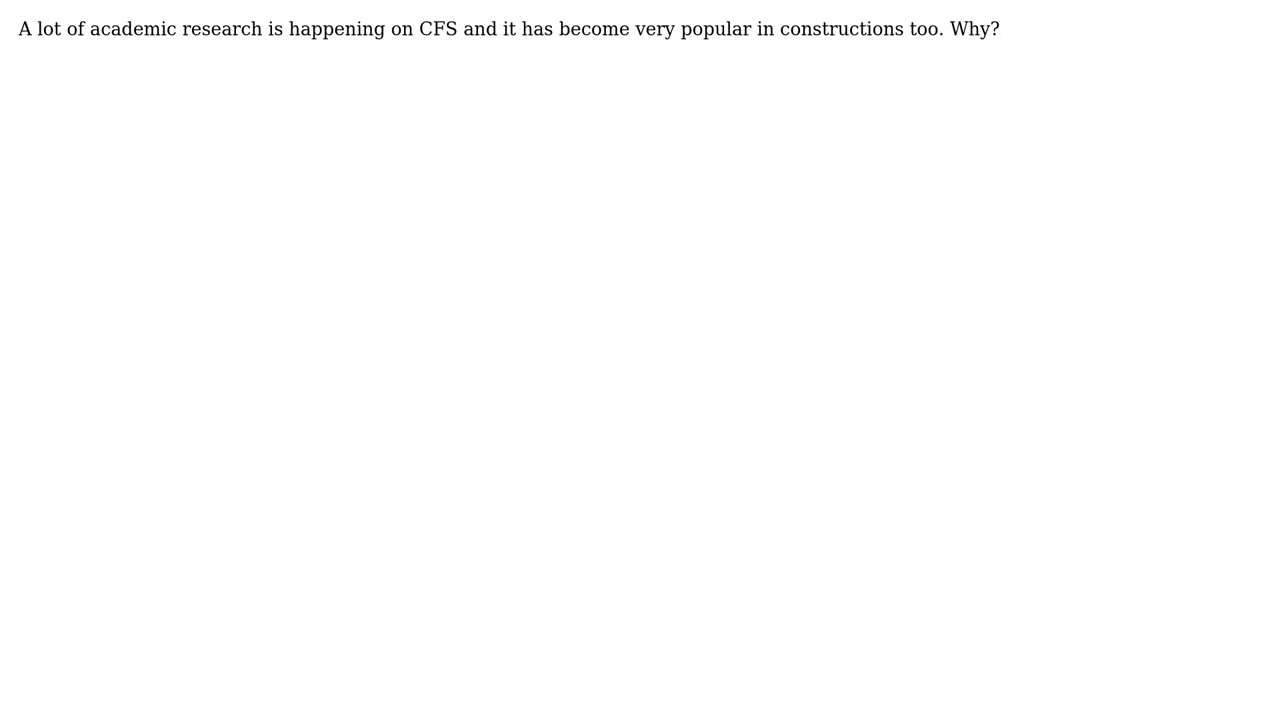 A lot of academic research is happening on CFS and it has become very popular in constructions too. Why?